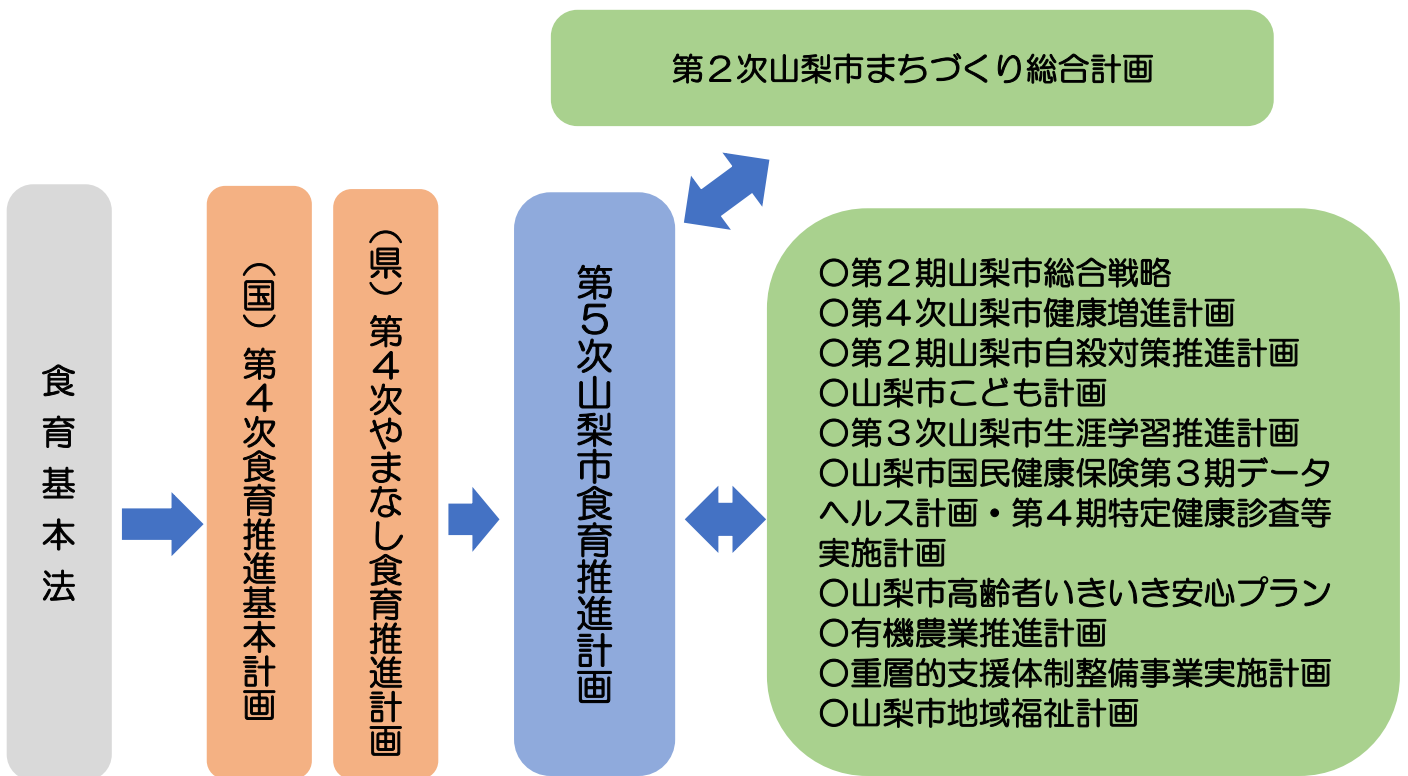 第２次山梨市まちづくり総合計画
食育基本法
（国）第４次食育推進基本計画
（県）第４次やまなし食育推進計画
第５次山梨市食育推進計画
〇第２期山梨市総合戦略
〇第４次山梨市健康増進計画
〇第２期山梨市自殺対策推進計画
〇山梨市こども計画
〇第３次山梨市生涯学習推進計画
〇山梨市国民健康保険第３期データ
ヘルス計画・第４期特定健康診査等
実施計画
〇山梨市高齢者いきいき安心プラン
〇有機農業推進計画
〇重層的支援体制整備事業実施計画
〇山梨市地域福祉計画